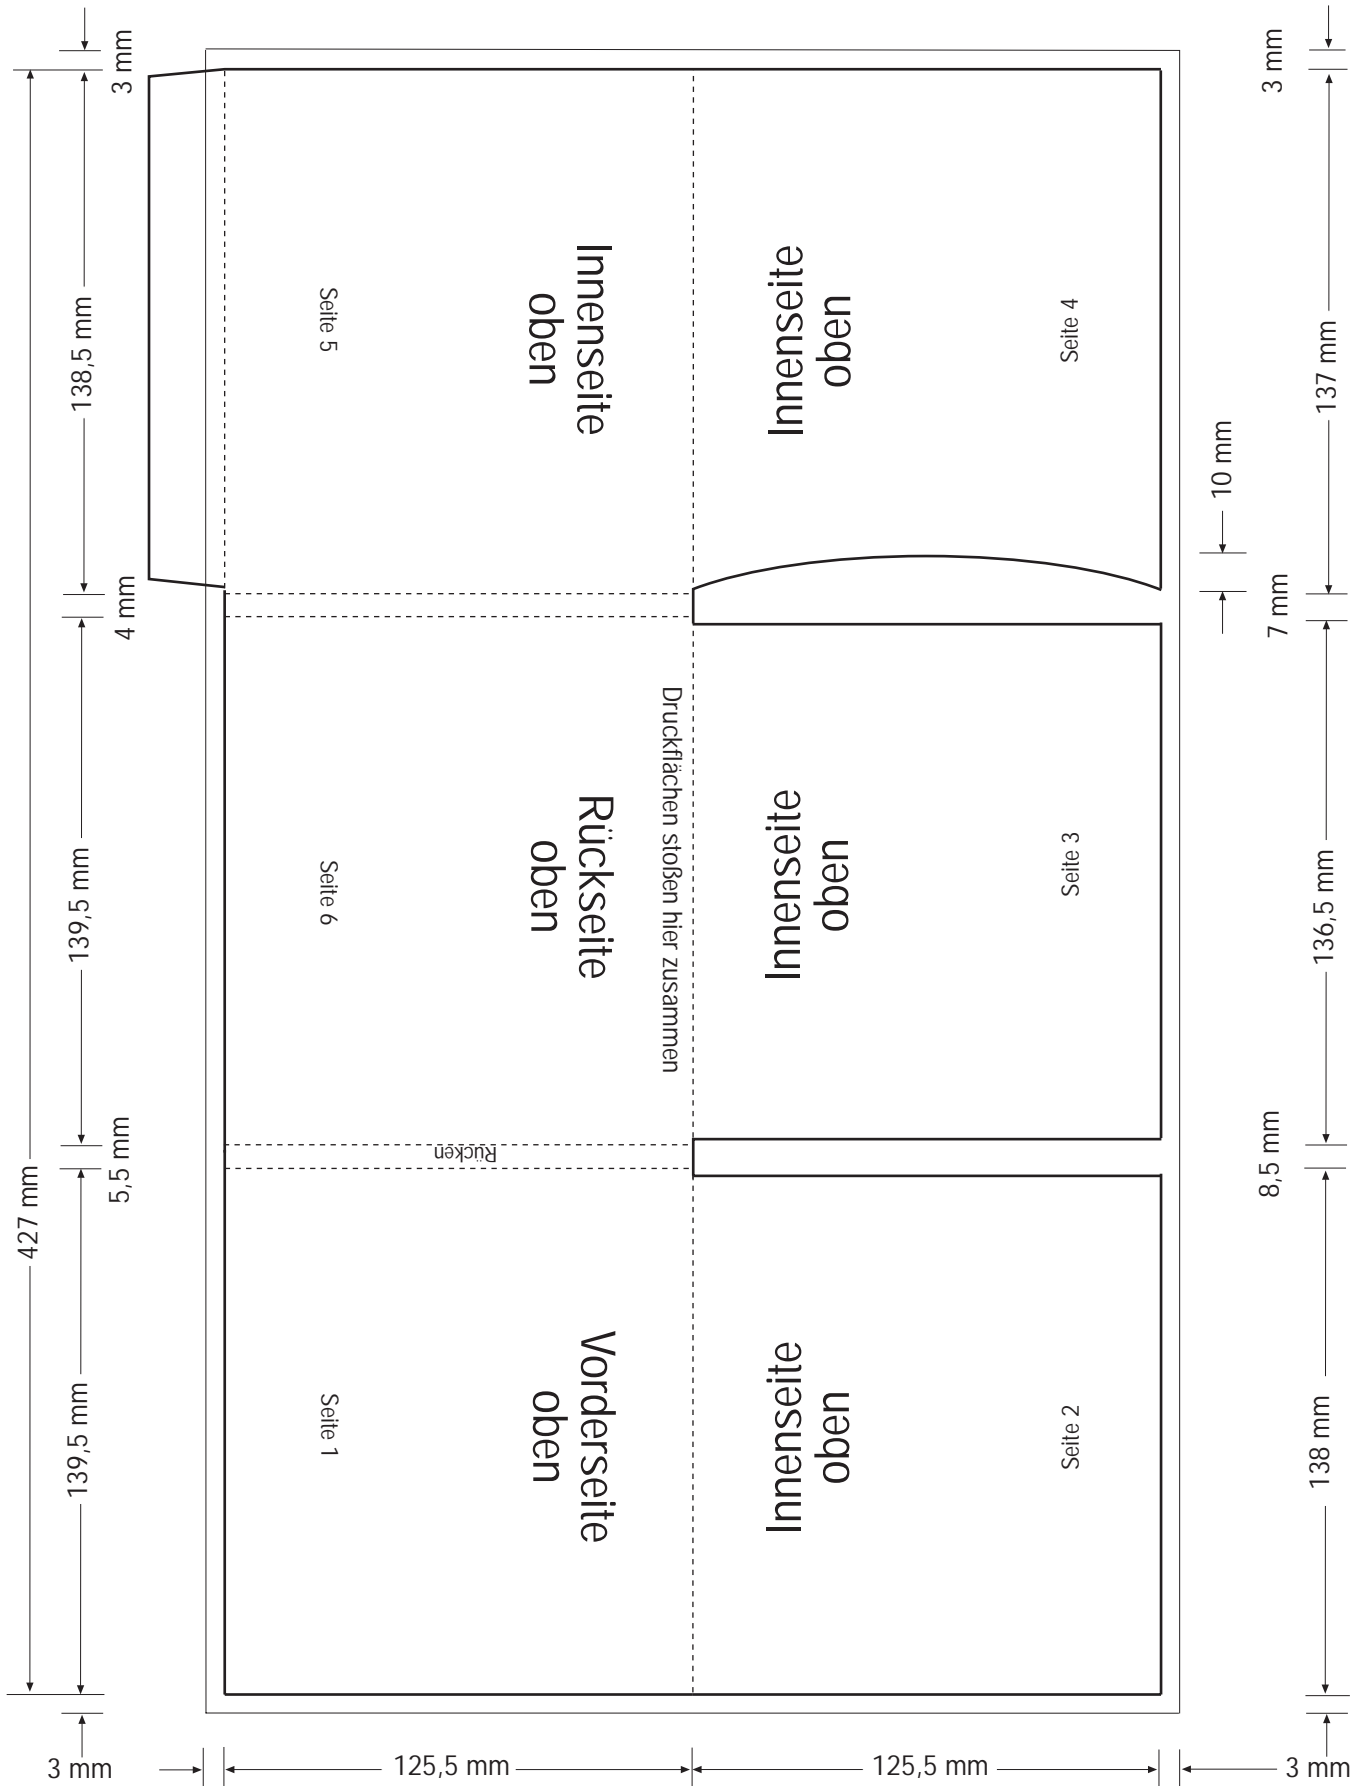 3 mm
3 mm
138,5 mm
Seite 5
Innenseite
oben
Innenseite
oben
Seite 4
137 mm
10 mm
4 mm
7 mm
427 mm
139,5 mm
Seite 6
Rückseite
oben
Druckflächen stoßen hier zusammen
Innenseite
oben
Seite 3
136,5 mm
5,5 mm
Rücken
8,5 mm
139,5 mm
Seite 1
Vorderseite
oben
Innenseite
oben
Seite 2
138 mm
3 mm
125,5 mm
125,5 mm
3 mm